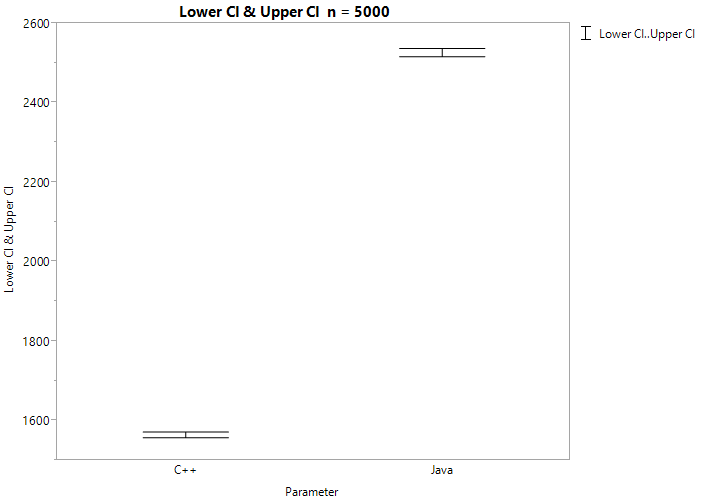 Lower CI & Upper CI n = 5000
Lower CI..Upper CI
Lower CI & Upper CI
2600
2400
2200
2000
1800
1600
C++ Java
Parameter